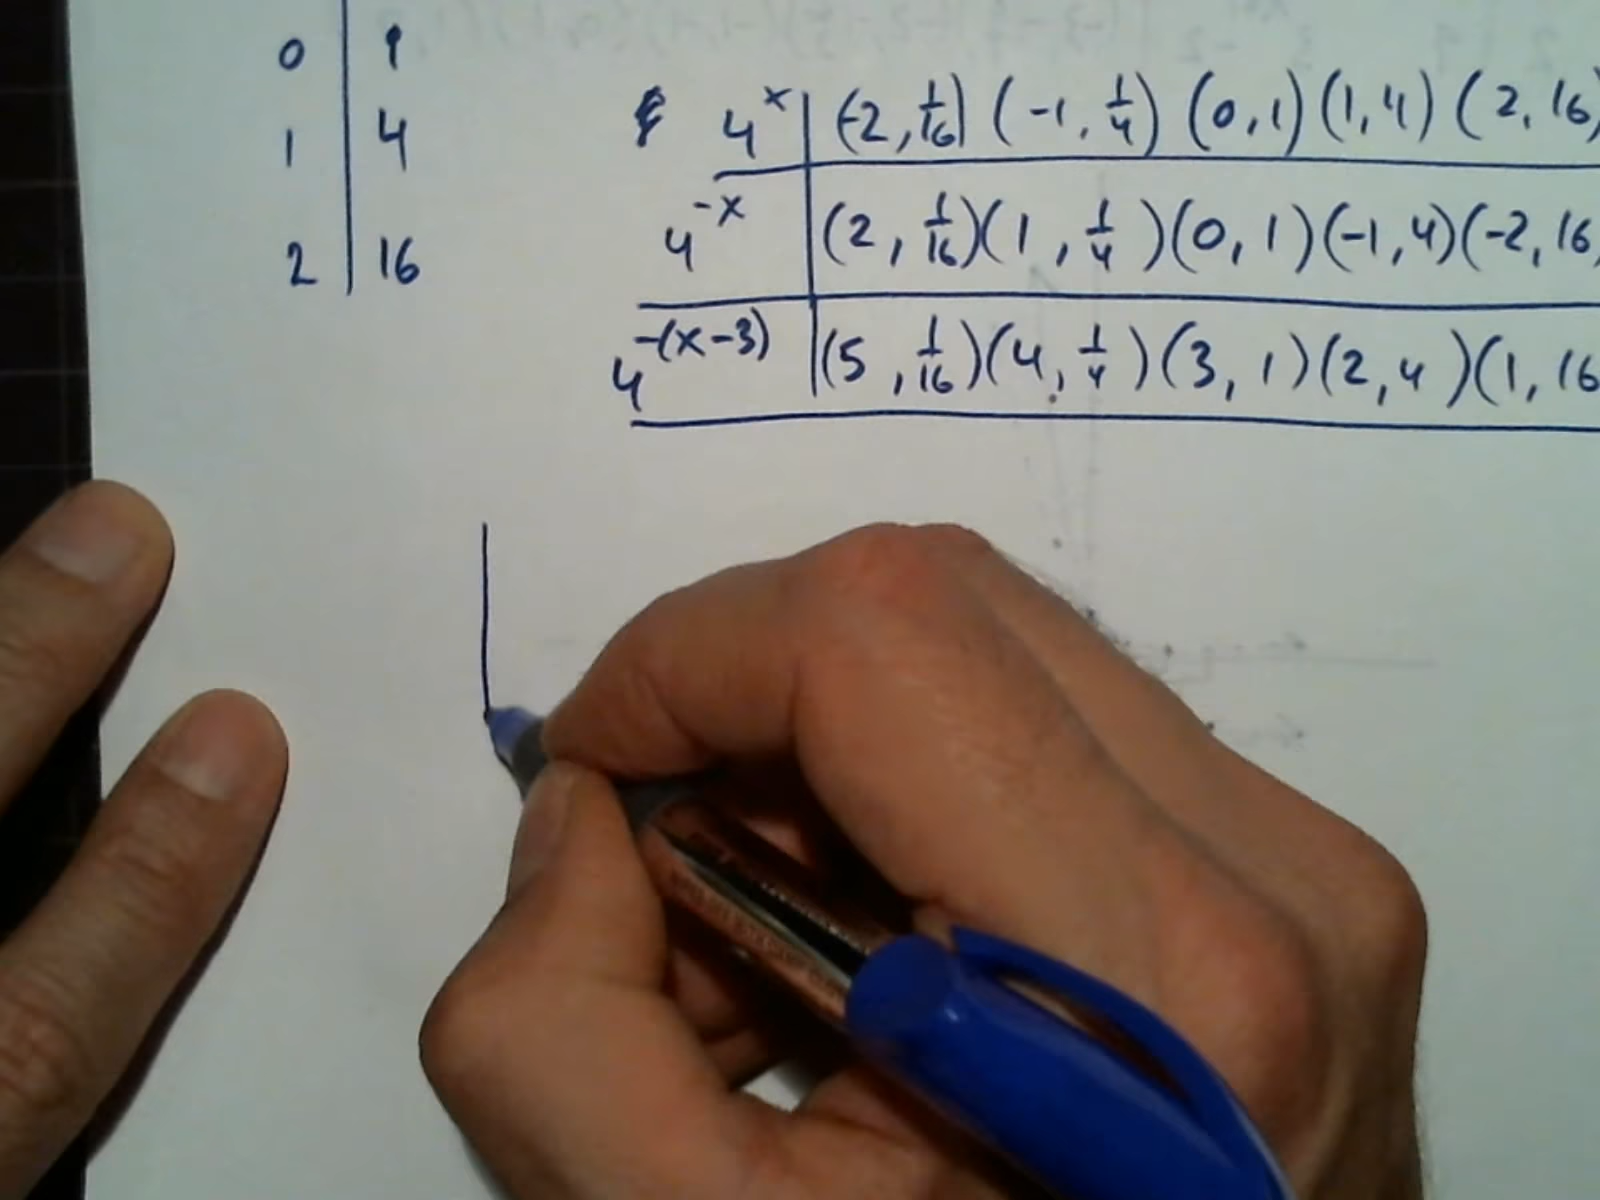 0 | 1
1 | 4
2 | 16
4^x | (-2, 1/16) (-1, 1/4) (0, 1) (1, 4) (2, 16)
4^-x | (2, 1/16)(1, 1/4)(0, 1)(-1, 4)(-2, 16
4^-(x-3) | (5, 1/16)(4, 1/4)(3, 1)(2, 4)(1, 16